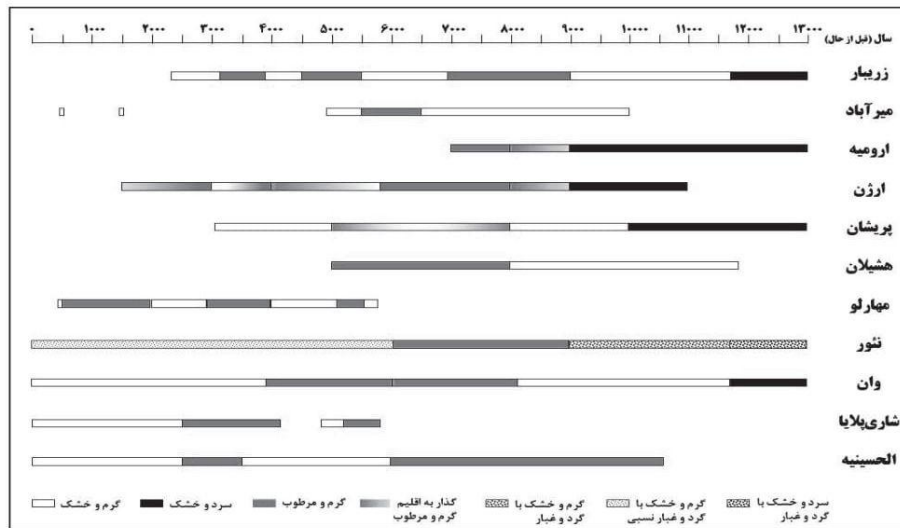 ۰ ۱۰۰۰ ۲۰۰۰ ۳۰۰۰ ۴۰۰۰ ۵۰۰۰ ۶۰۰۰ ۷۰۰۰ ۸۰۰۰ ۹۰۰۰ ۱۰۰۰۰ ۱۱۰۰۰ ۱۲۰۰۰ ۱۳۰۰۰
سال (قبل از حال)
زریبار
میرآباد
ارومیه
ارژن
پریشان
هشیلان
مهارلو
نئور
وان
شاری‌پلایا
الحسینیه
سرد و خشک با
گرد و غبار
گرم و خشک با
گرد و غبار نسبی
گرم و خشک با
گرد و غبار
گذار به اقلیم
گرم و مرطوب
گرم و مرطوب
سرد و خشک
گرم و خشک